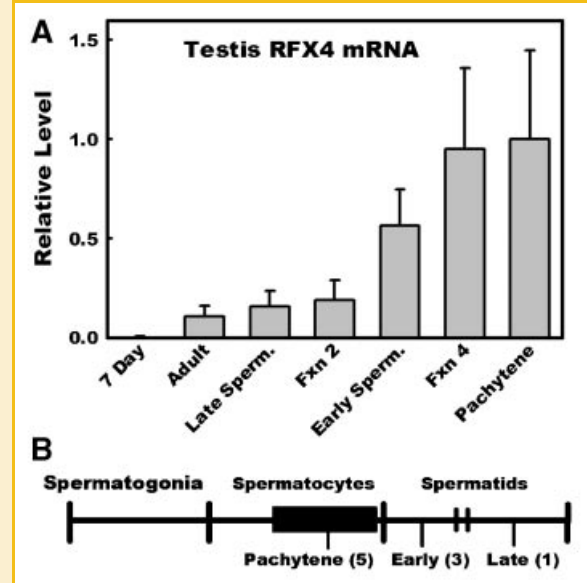 A
Testis RFX4 mRNA
Relative Level
1.5
1.0
0.5
0.0
7 Day
Adult
Late Sperm.
Fxn 2
Early Sperm.
Fxn 4
Pachytene
B
Spermatogonia Spermatocytes Spermatids
Pachytene (5) Early (3) Late (1)